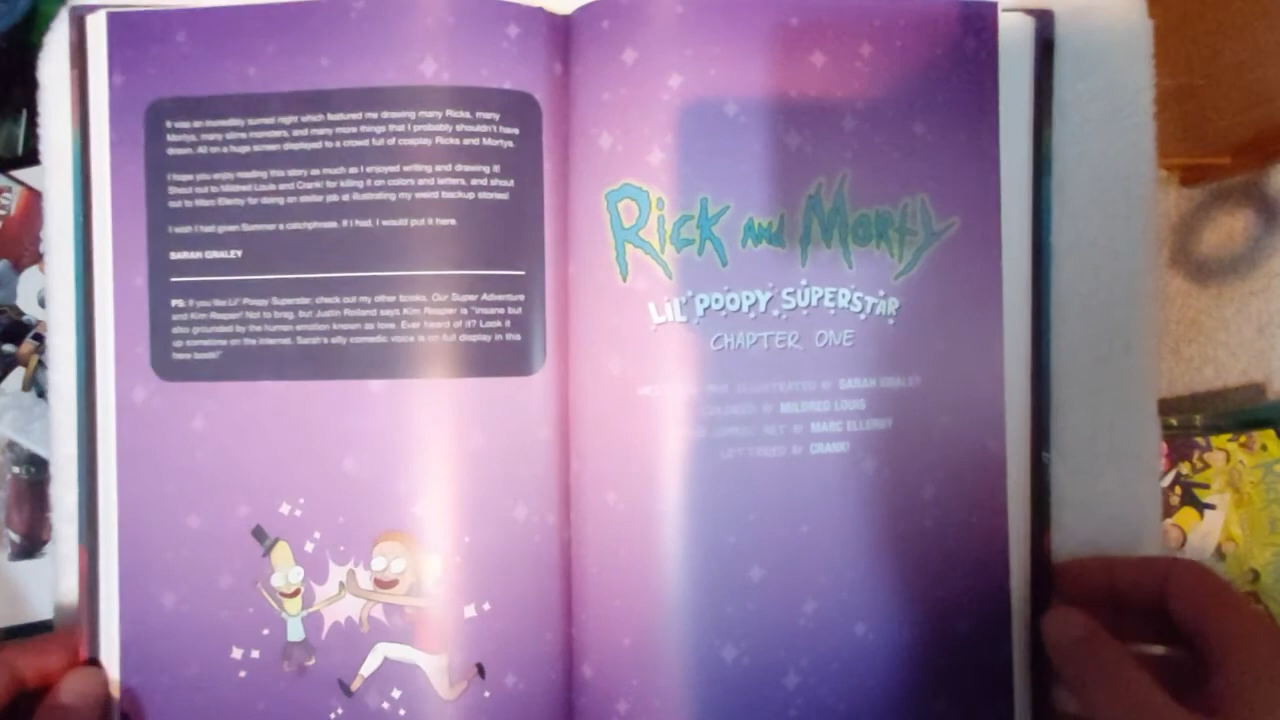 It was an incredibly surreal night which featured me drawing many Ricks, many
Mortys, many slime monsters, and many more things that I probably shouldn't have
drawn. All on a huge screen displayed to a crowd full of cosplay Ricks and Mortys.
I hope you enjoy reading this story as much as I enjoyed writing and drawing it!
Shout out to Mildred Louis and Crank! for killing it on colors and letters, and shout
out to Marc Ellerby for doing an stellar job at illustrating my weird backup stories!
I wish I had given Summer a catchphrase. If I had, I would put it here.
SARAH GRALEY
PS: If you like Lil' Poopy Superstar, check out my other books, Our Super Adventure
and Kim Reaper! Not to brag, but Justin Roiland says Kim Reaper is "insane but
also grounded by the human emotion known as love. Ever heard of it? Look it
up sometime on the internet. Sarah's silly comedic voice is on full display in this
here book!"
RICK AND MORTY
LIL' POOPY SUPERSTAR
CHAPTER ONE
ILLUSTRATED BY SARAH GRALEY
COLORED BY MILDRED LOUIS
BY MARC ELLERBY
LETTERED BY CRANK!